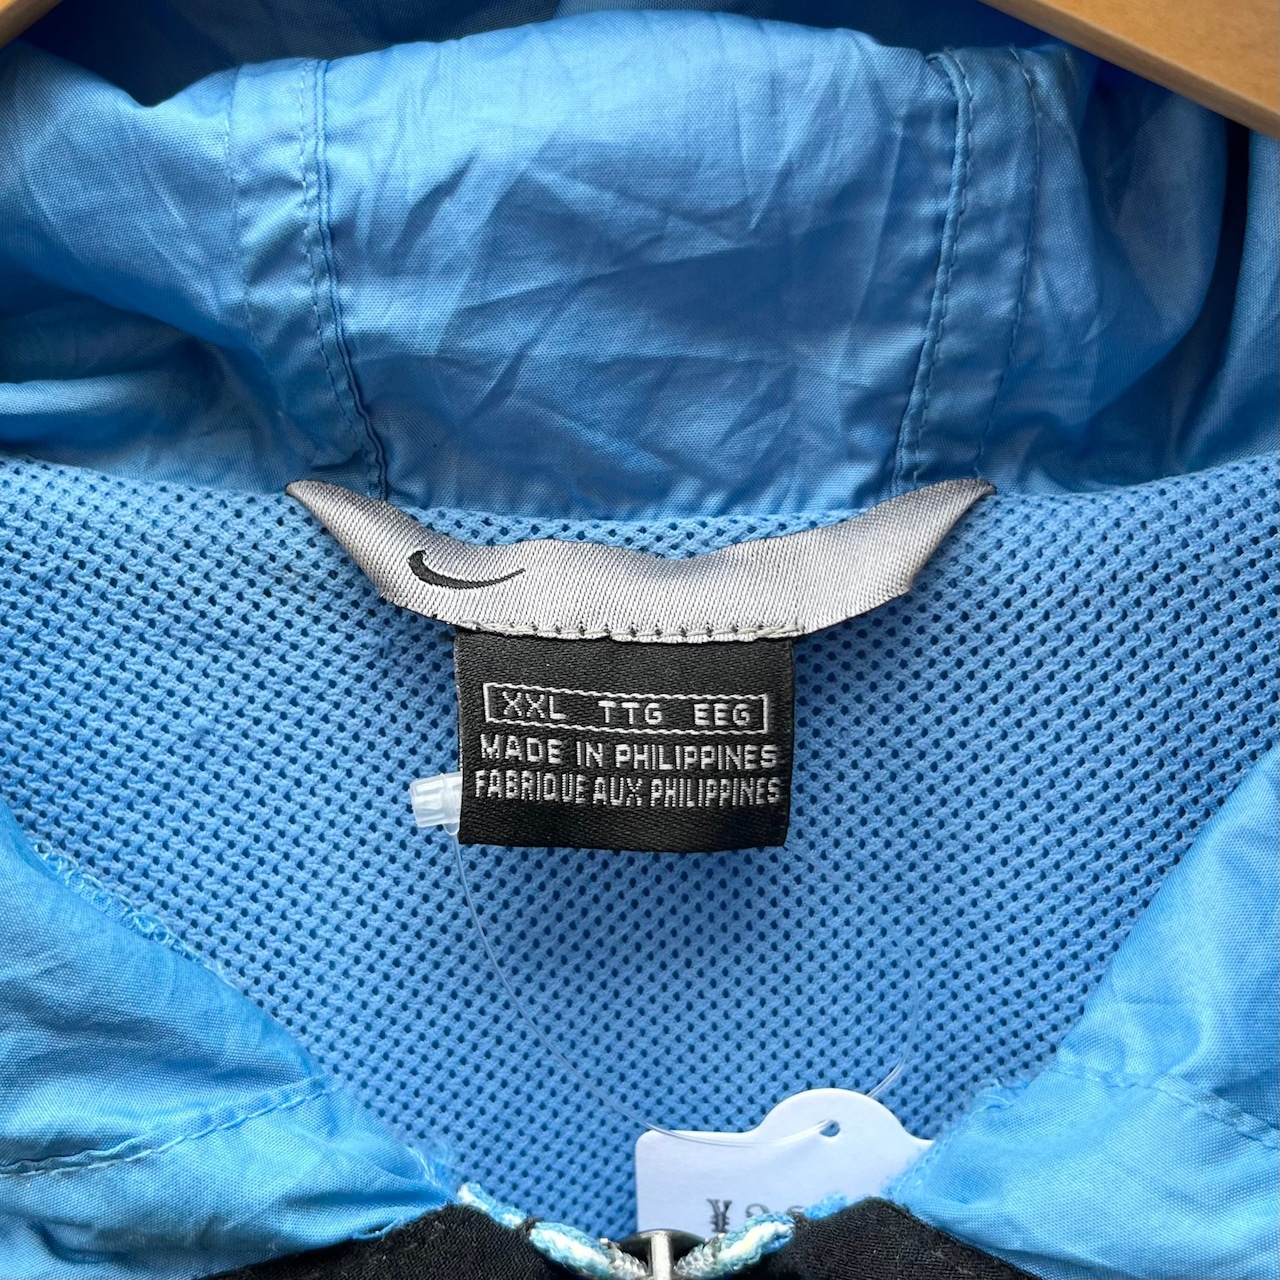 XXL TTG EEG
MADE IN PHILIPPINES
FABRIQUE AUX PHILIPPINES